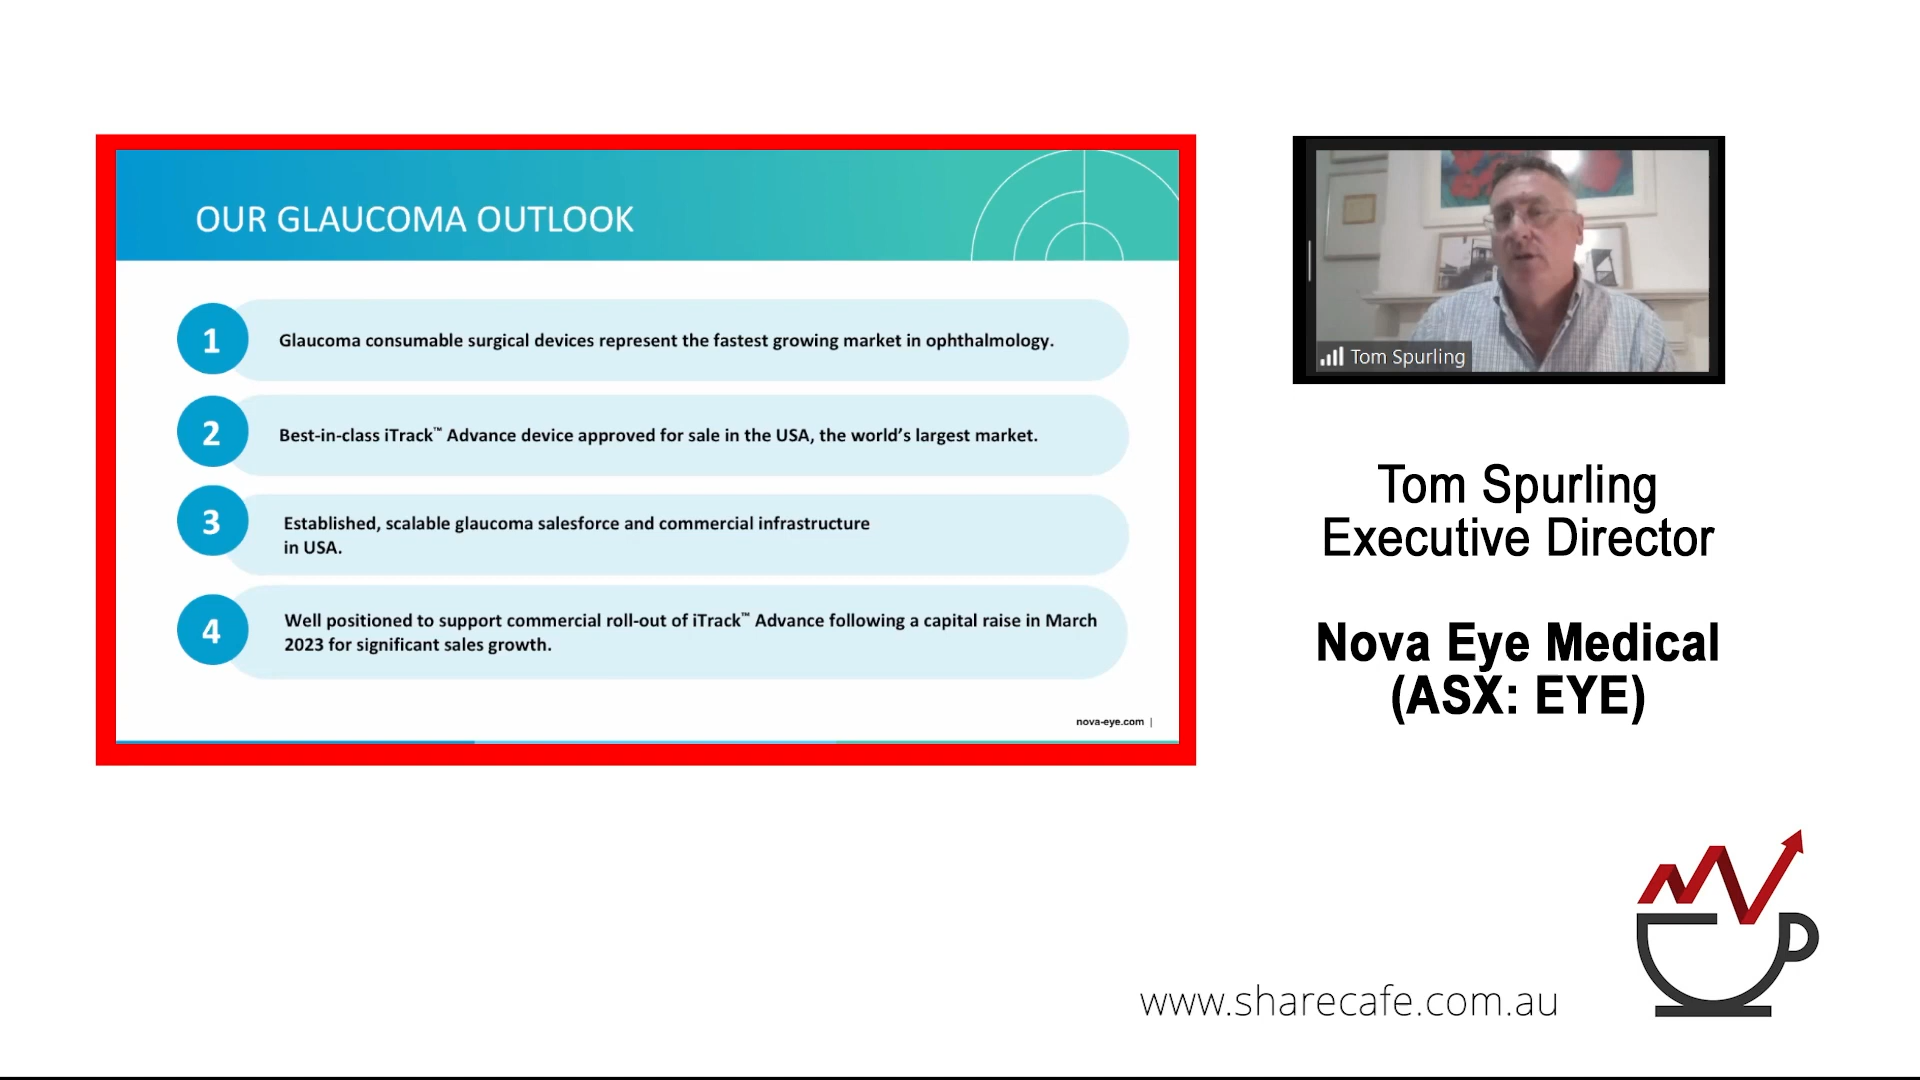 OUR GLAUCOMA OUTLOOK
1
Glaucoma consumable surgical devices represent the fastest growing market in ophthalmology.
2
Best-in-class iTrack™ Advance device approved for sale in the USA, the world’s largest market.
3
Established, scalable glaucoma salesforce and commercial infrastructure
in USA.
4
Well positioned to support commercial roll-out of iTrack™ Advance following a capital raise in March
2023 for significant sales growth.
nova-eye.com |
Tom Spurling
Tom Spurling
Executive Director
Nova Eye Medical
(ASX: EYE)
www.sharecafe.com.au